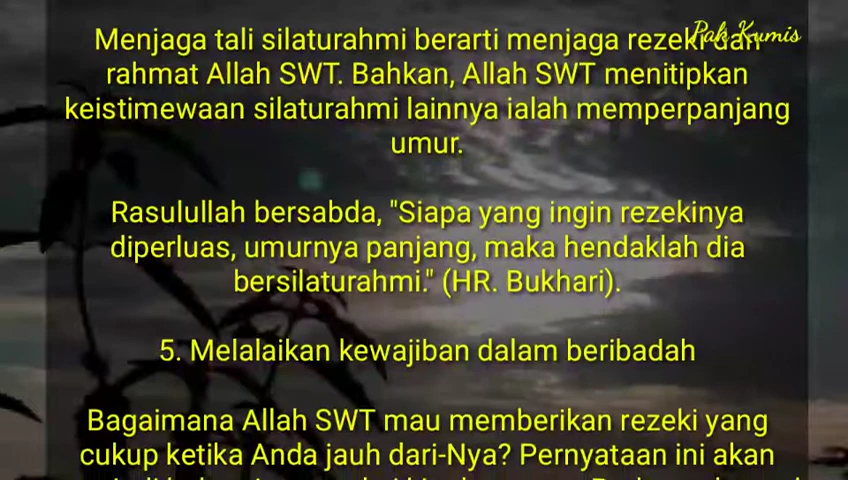 Pak Kumis
Menjaga tali silaturahmi berarti menjaga rezeki dan
rahmat Allah SWT. Bahkan, Allah SWT menitipkan
keistimewaan silaturahmi lainnya ialah memperpanjang
umur.
Rasulullah bersabda, "Siapa yang ingin rezekinya
diperluas, umurnya panjang, maka hendaklah dia
bersilaturahmi." (HR. Bukhari).
5. Melalaikan kewajiban dalam beribadah
Bagaimana Allah SWT mau memberikan rezeki yang
cukup ketika Anda jauh dari-Nya? Pernyataan ini akan